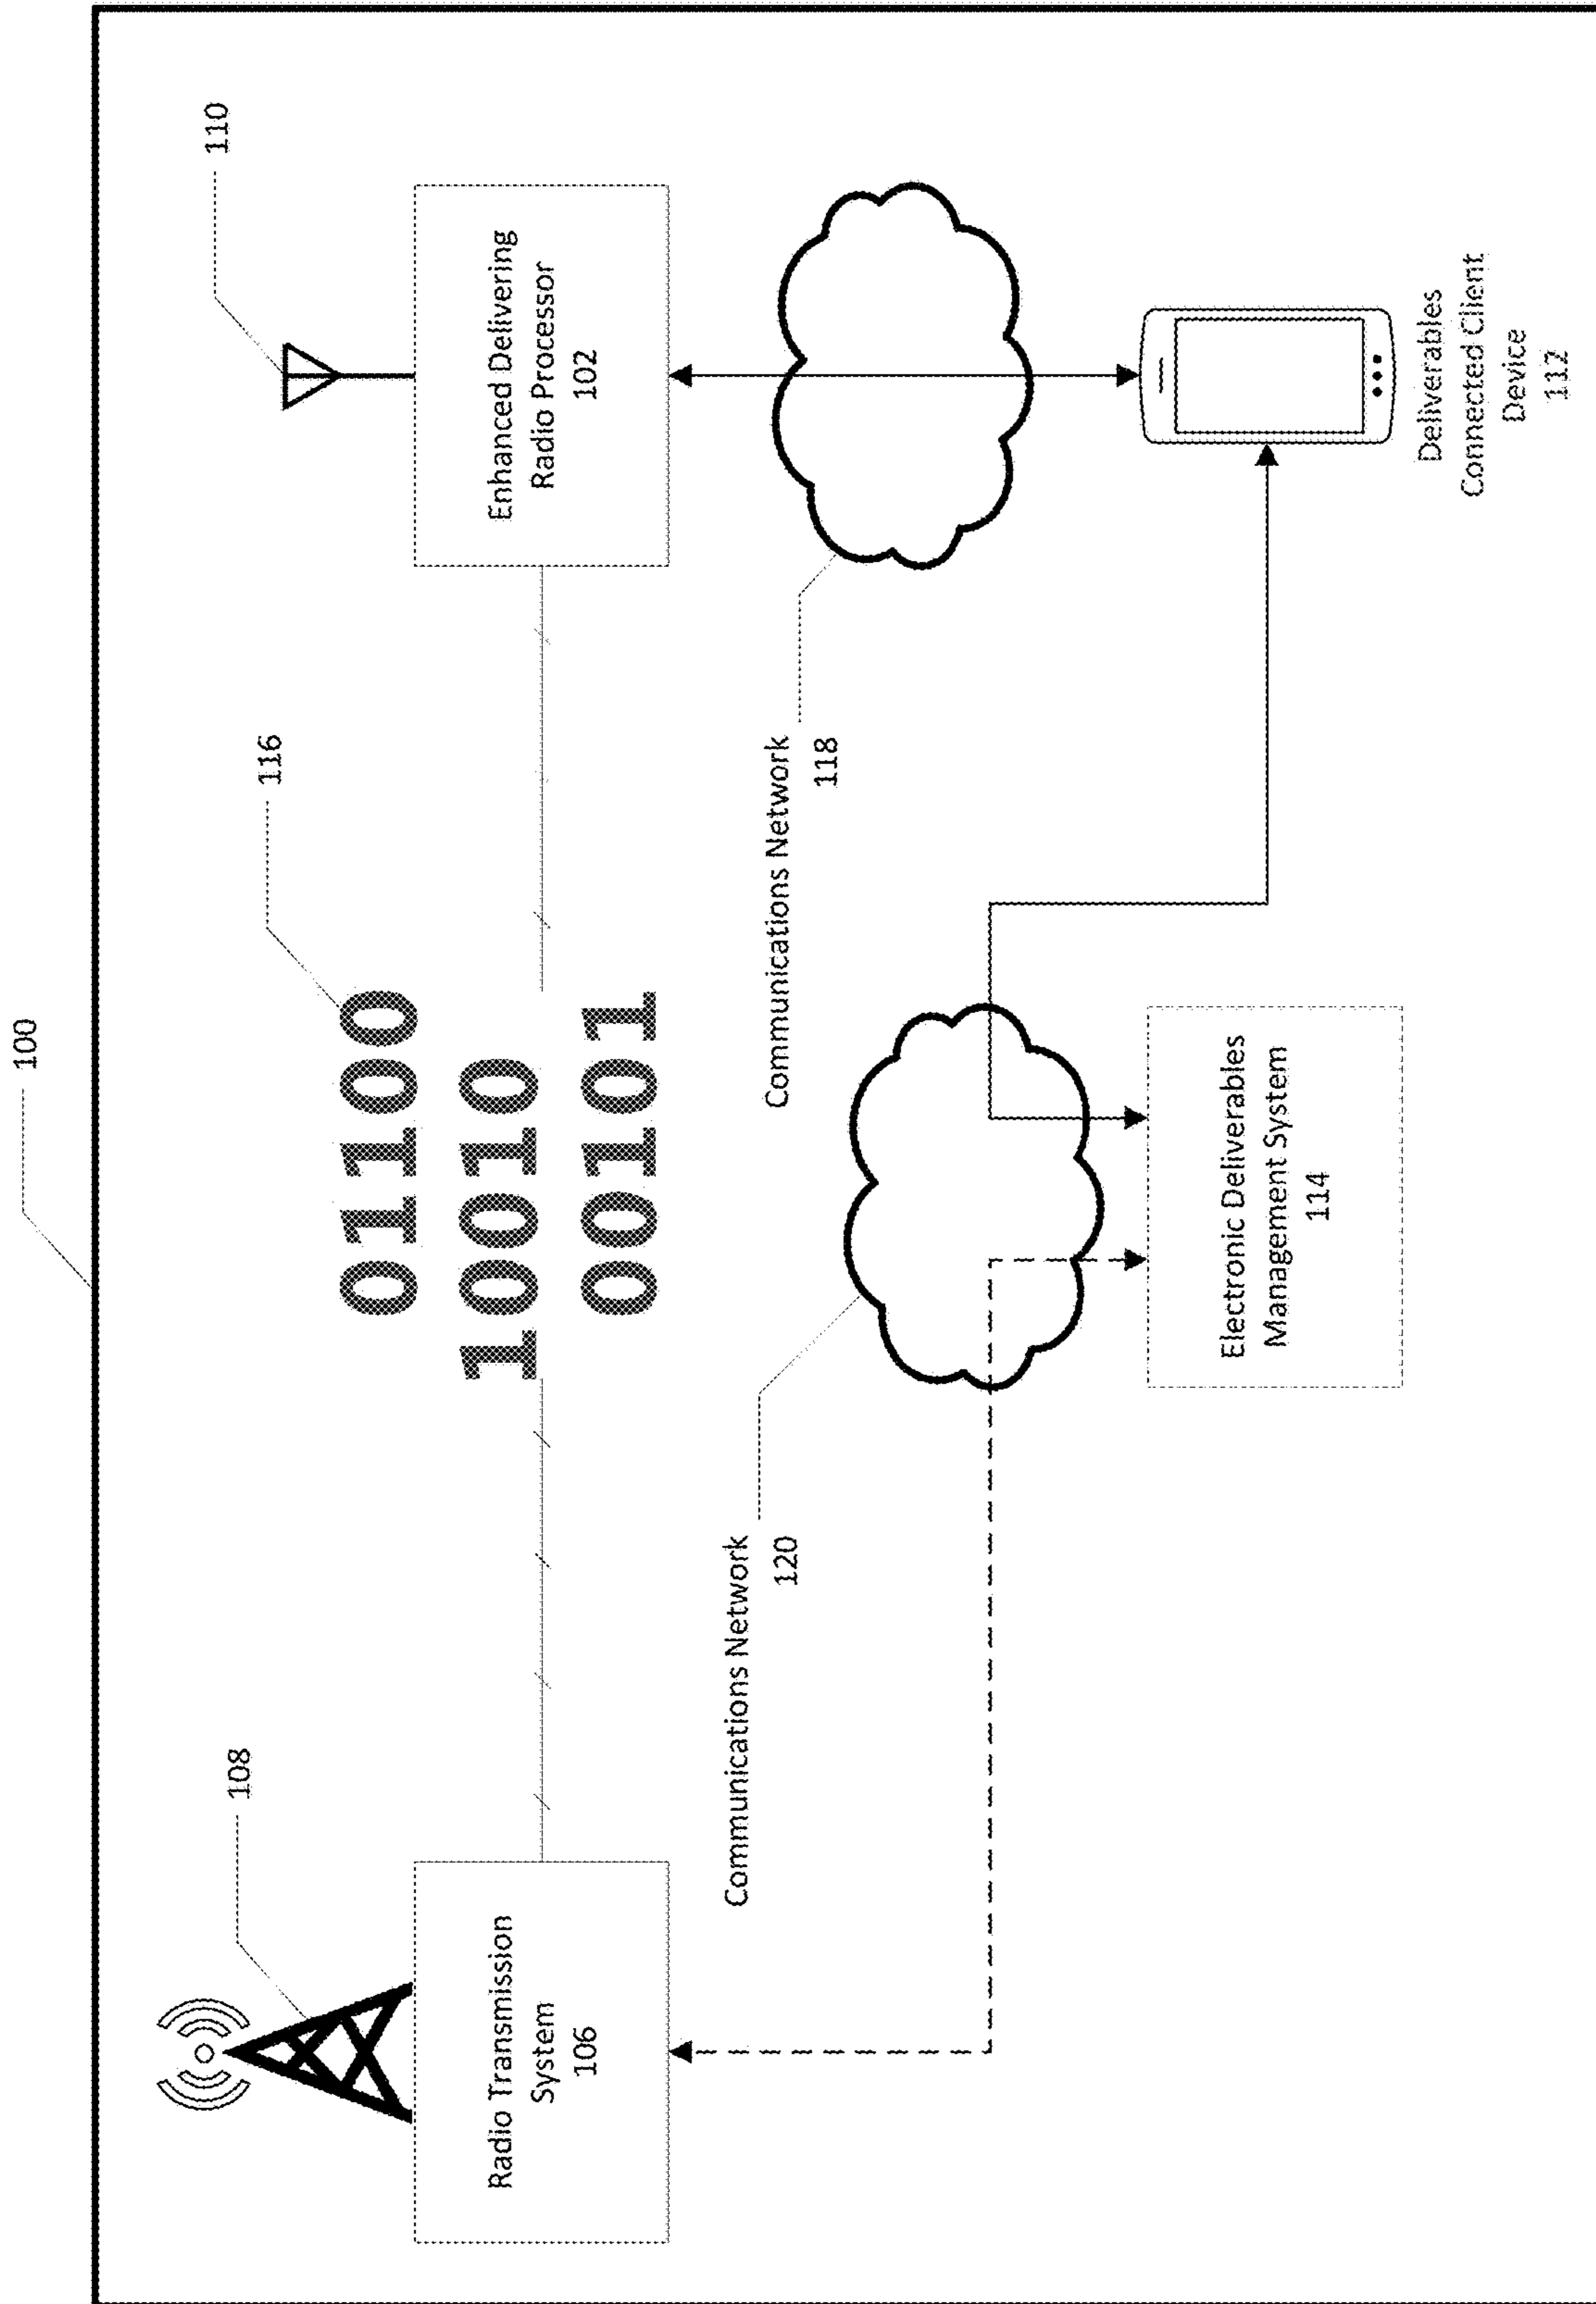 100
108
116
110
01100
10010
00101
Radio Transmission
System
106
Enhanced Delivering
Radio Processor
102
Communications Network
120
Communications Network
118
Electronic Deliverables
Management System
114
Deliverables
Connected Client
Device
112